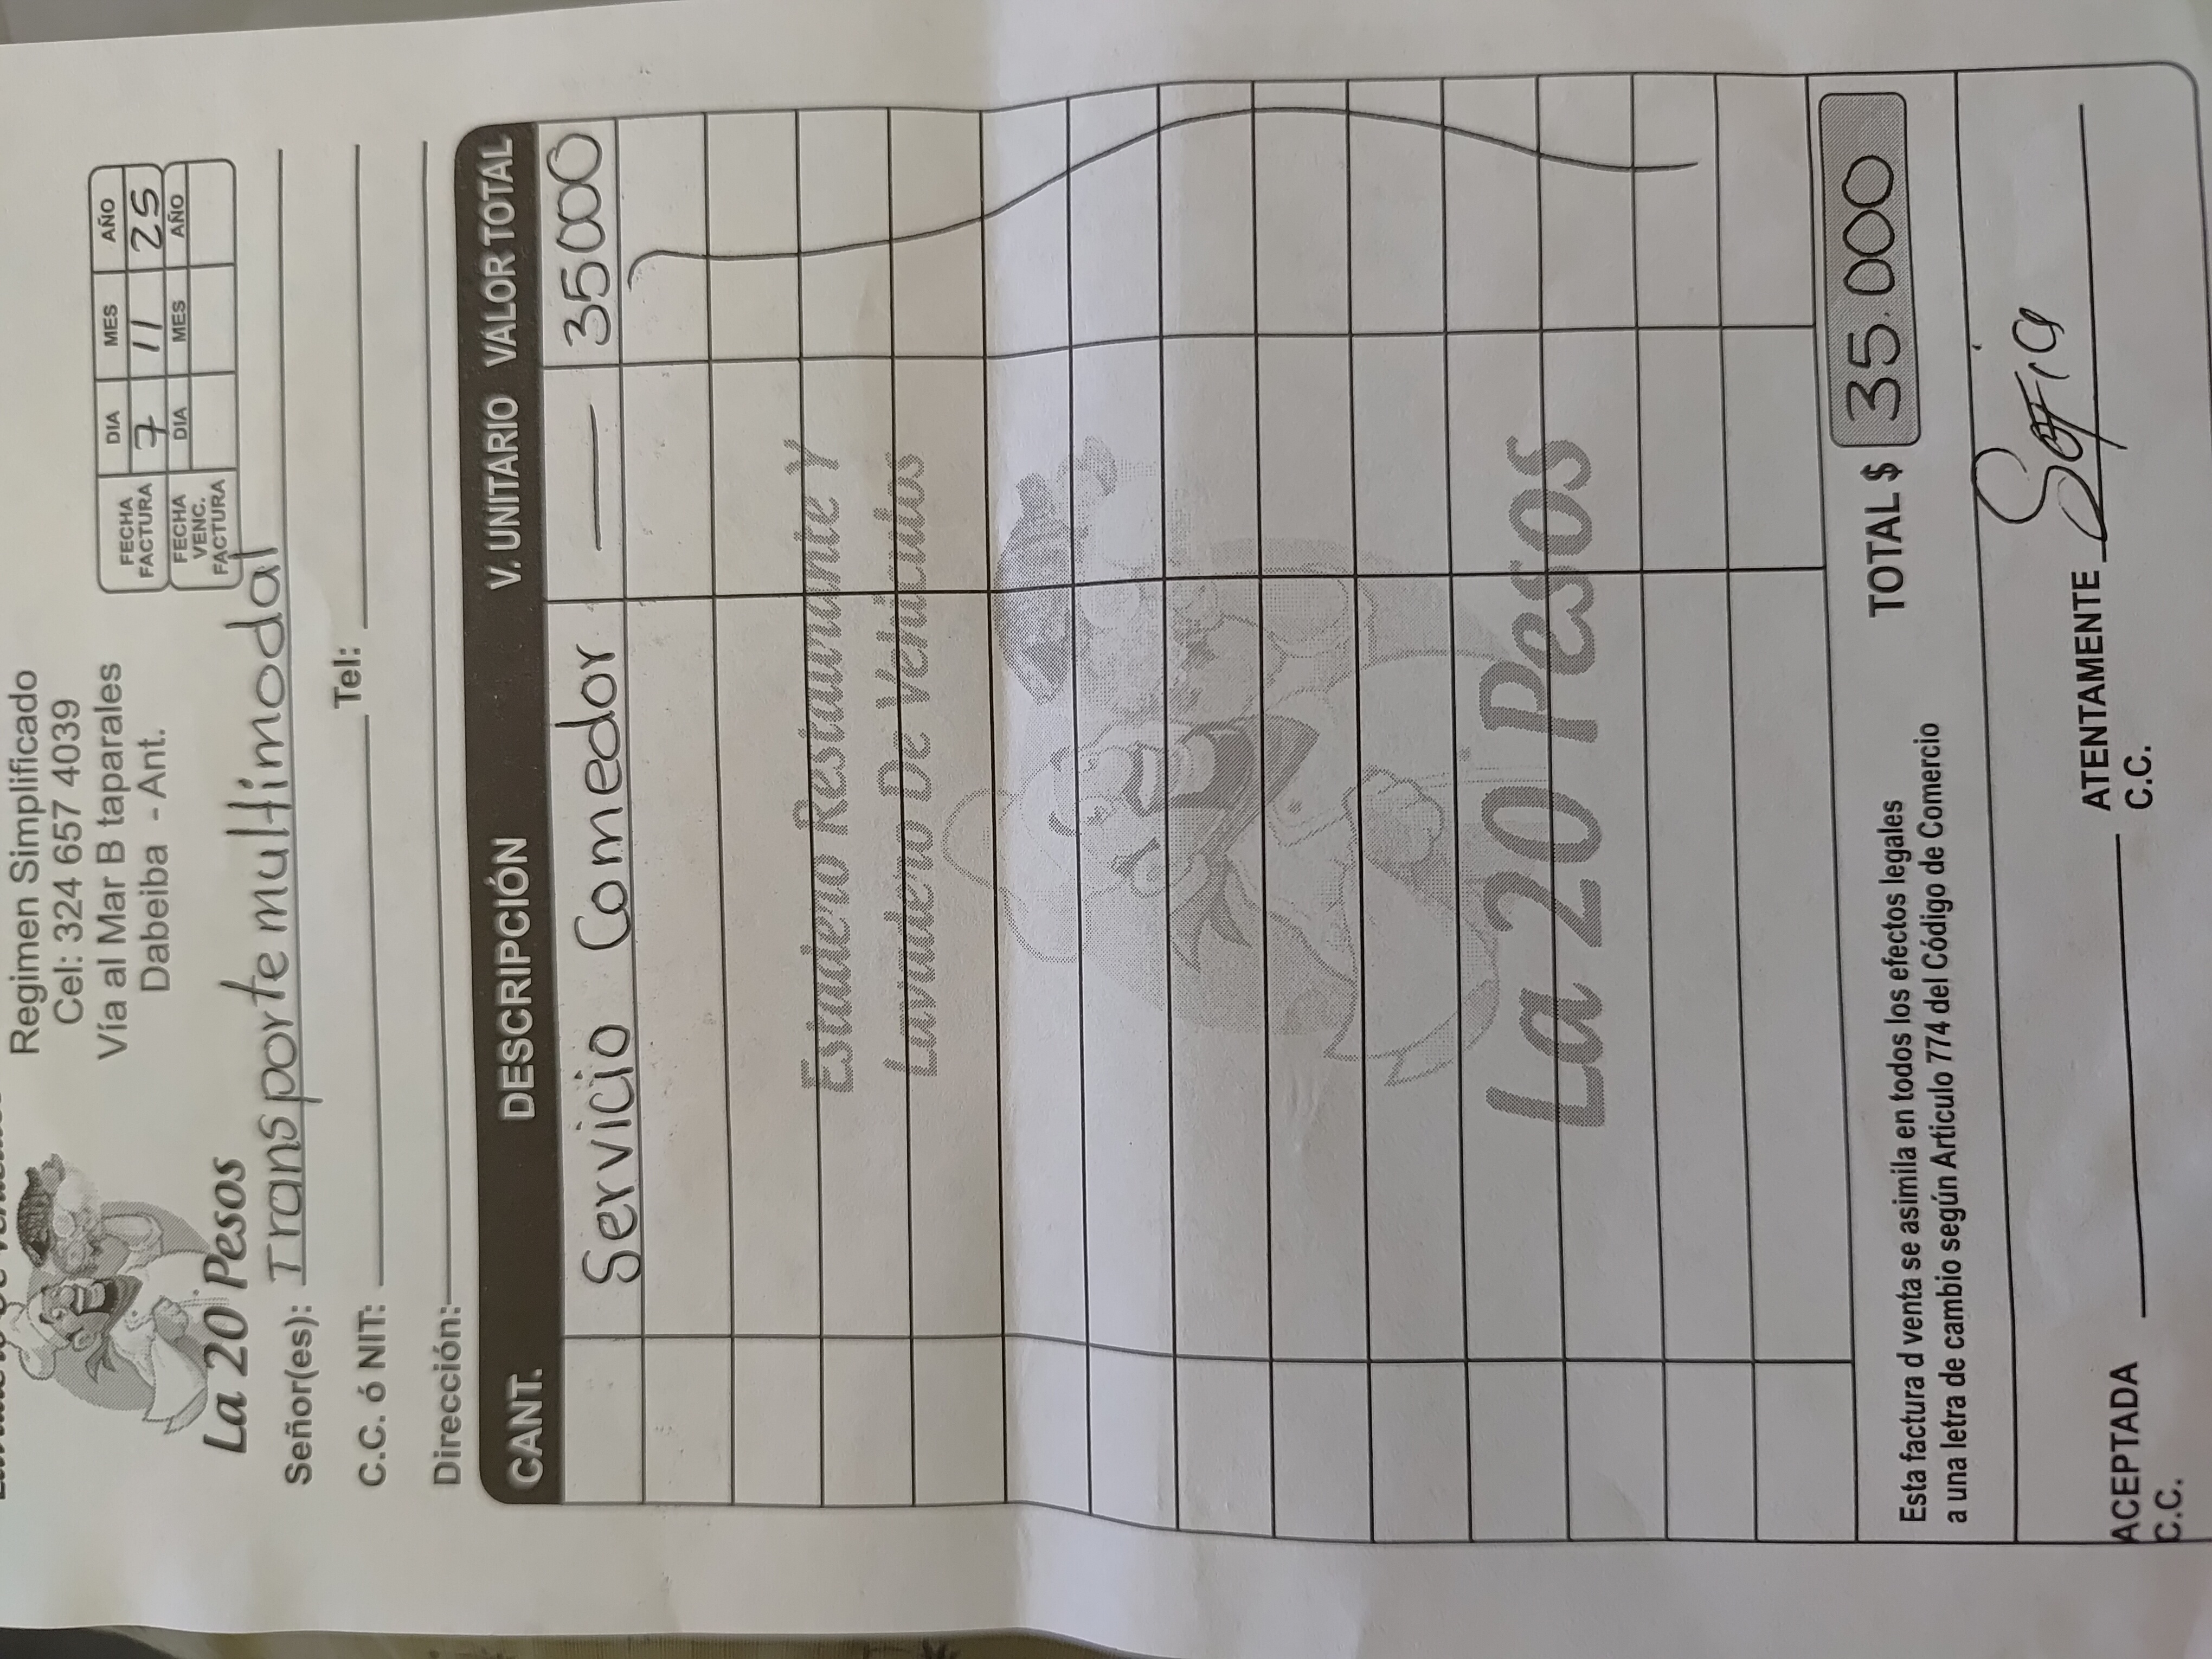 Regimen Simplificado
Cel: 324 657 4039
Vía al Mar B taparales
Dabeiba - Ant.
La 20 Pesos
FECHA FACTURA DIA MES AÑO
7 11 25
FECHA VENC. FACTURA DIA MES AÑO
Señor(es): Transporte multimodal
C.C. ó NIT: Tel:
Dirección:
CANT. DESCRIPCIÓN V. UNITARIO VALOR TOTAL
Servicio Comedor — 35000
Estadero Restaurante Y
Lavadero De Vehiculos
La 20 Pesos
TOTAL $ 35.000
Esta factura d venta se asimila en todos los efectos legales
a una letra de cambio según Articulo 774 del Código de Comercio
Sofia
ACEPTADA ATENTAMENTE
C.C. C.C.